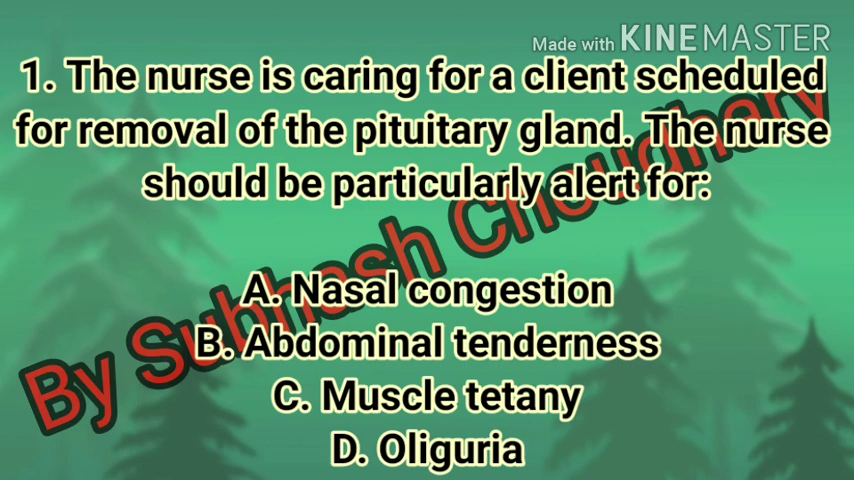 Made with KINEMASTER
1. The nurse is caring for a client scheduled
for removal of the pituitary gland. The nurse
should be particularly alert for:
A. Nasal congestion
B. Abdominal tenderness
C. Muscle tetany
D. Oliguria
By Subhash Choudhary